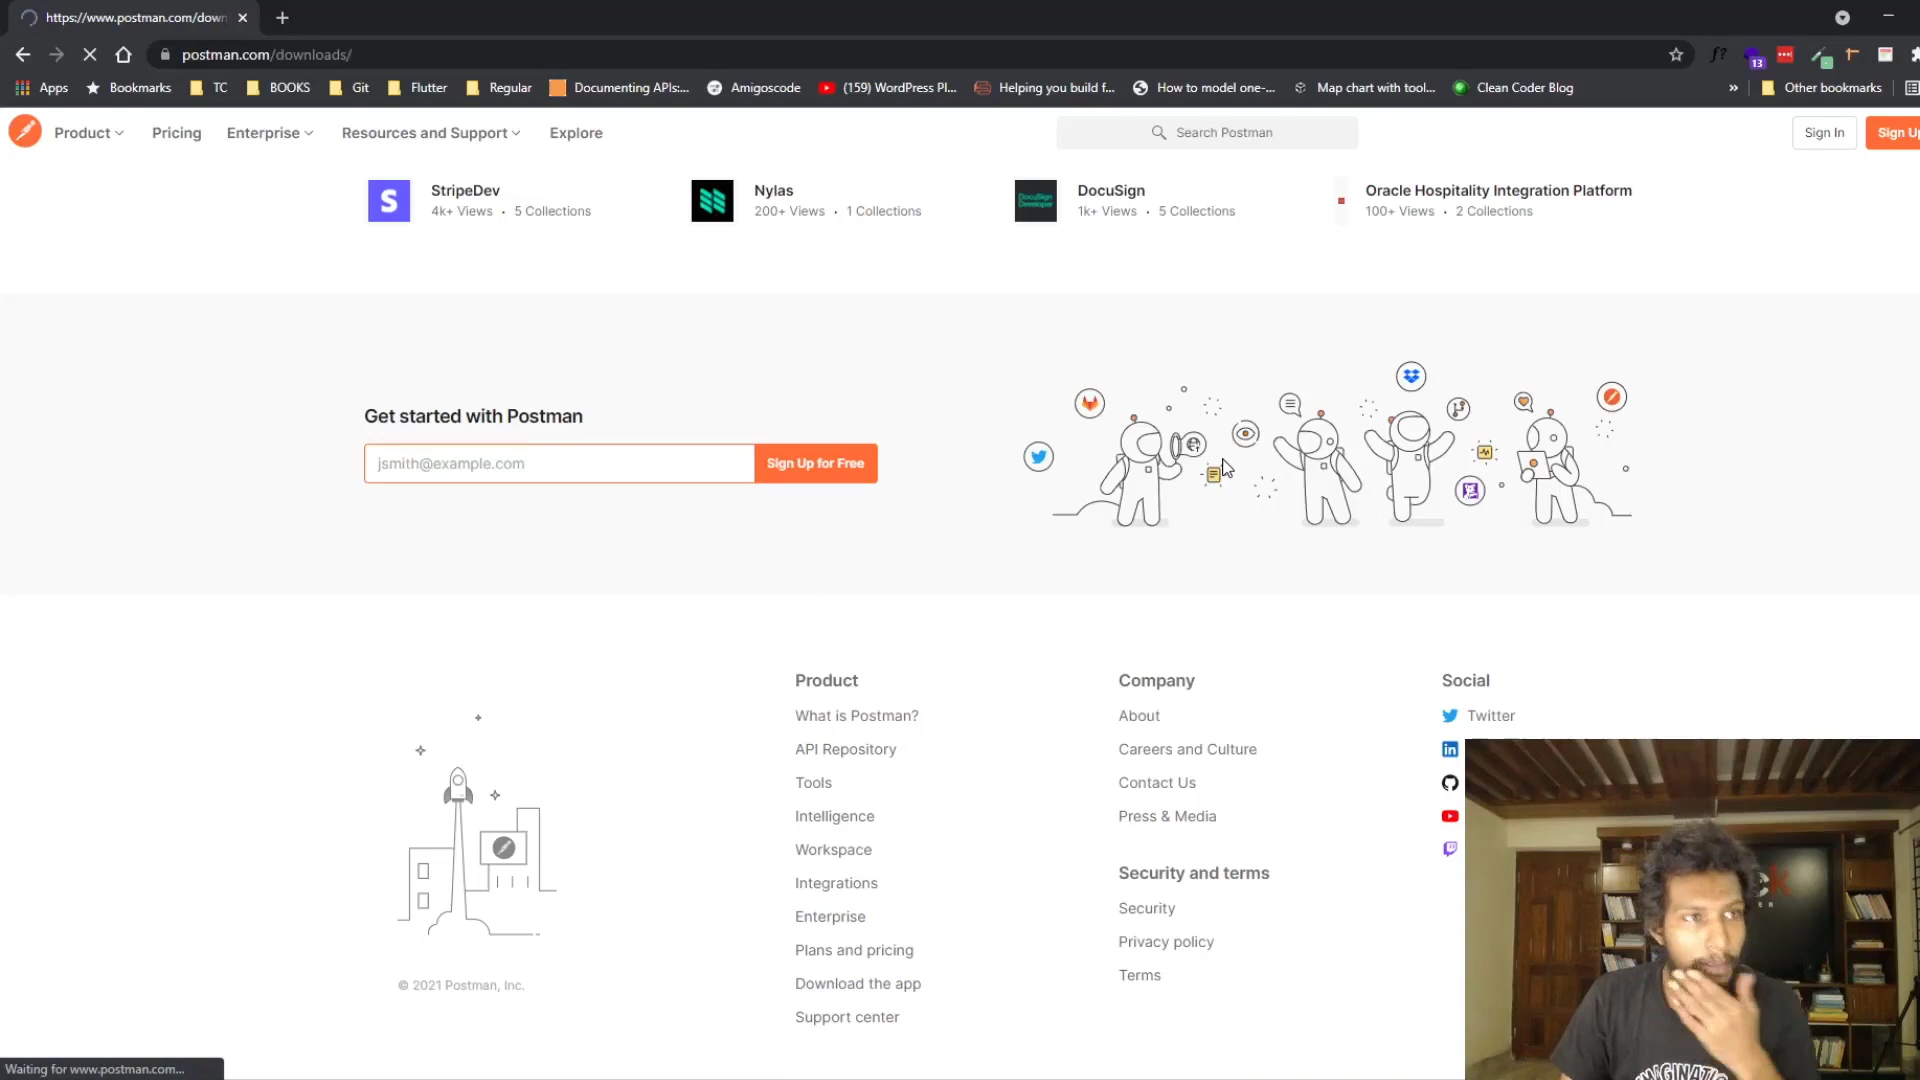 https://www.postman.com/down
postman.com/downloads/
f?
13
Apps
Bookmarks
TC
BOOKS
Git
Flutter
Regular
Documenting APIs:...
Amigoscode
(159) WordPress Pl...
Helping you build f...
How to model one-...
Map chart with tool...
Clean Coder Blog
»
Other bookmarks
Product
Pricing
Enterprise
Resources and Support
Explore
Search Postman
Sign In
Sign U
S
StripeDev
4k+ Views • 5 Collections
Nylas
200+ Views • 1 Collections
DocuSign
Developer
DocuSign
1k+ Views • 5 Collections
Oracle Hospitality Integration Platform
100+ Views • 2 Collections
Get started with Postman
jsmith@example.com
Sign Up for Free
Product
What is Postman?
API Repository
Tools
Intelligence
Workspace
Integrations
Enterprise
Plans and pricing
Download the app
Support center
Company
About
Careers and Culture
Contact Us
Press & Media
Security and terms
Security
Privacy policy
Terms
Social
Twitter
in
© 2021 Postman, Inc.
Waiting for www.postman.com...